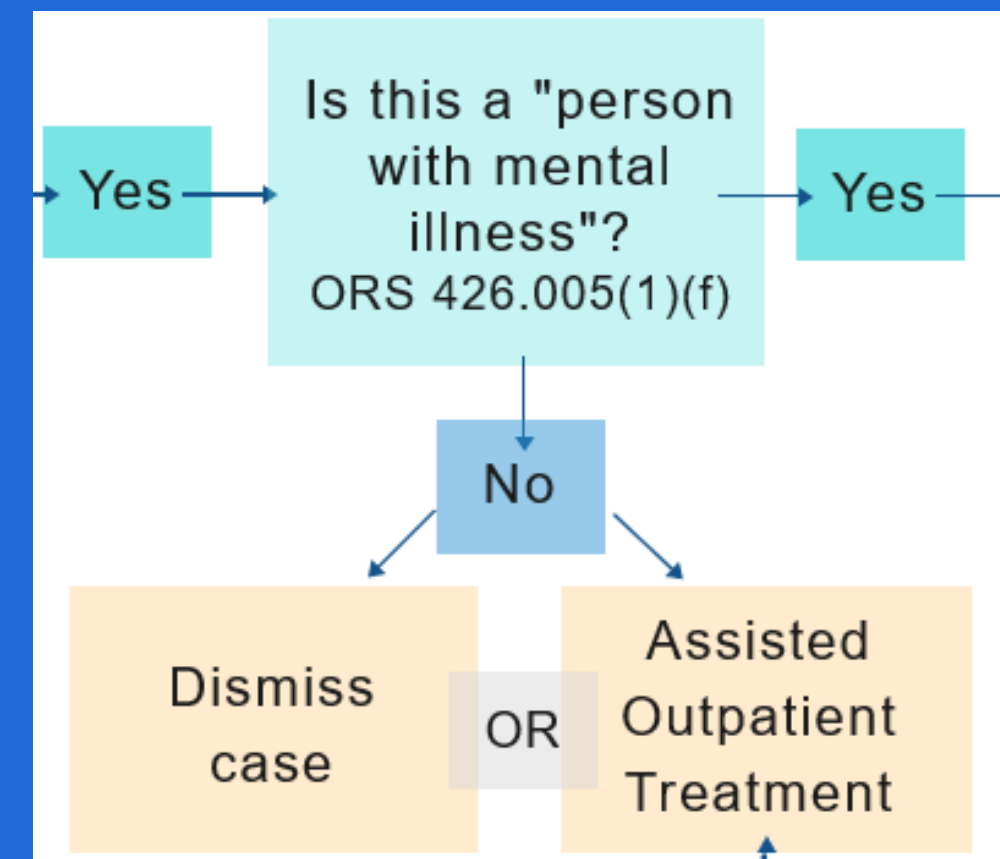 Yes
Is this a "person
with mental
illness"?
ORS 426.005(1)(f)
Yes
No
Dismiss
case
OR
Assisted
Outpatient
Treatment